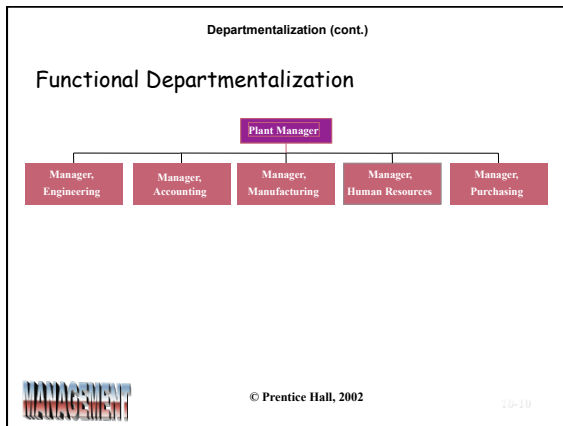 Departmentalization (cont.)
Functional Departmentalization
Plant Manager
Manager,
Engineering
Manager,
Accounting
Manager,
Manufacturing
Manager,
Human Resources
Manager,
Purchasing
MANAGEMENT
© Prentice Hall, 2002